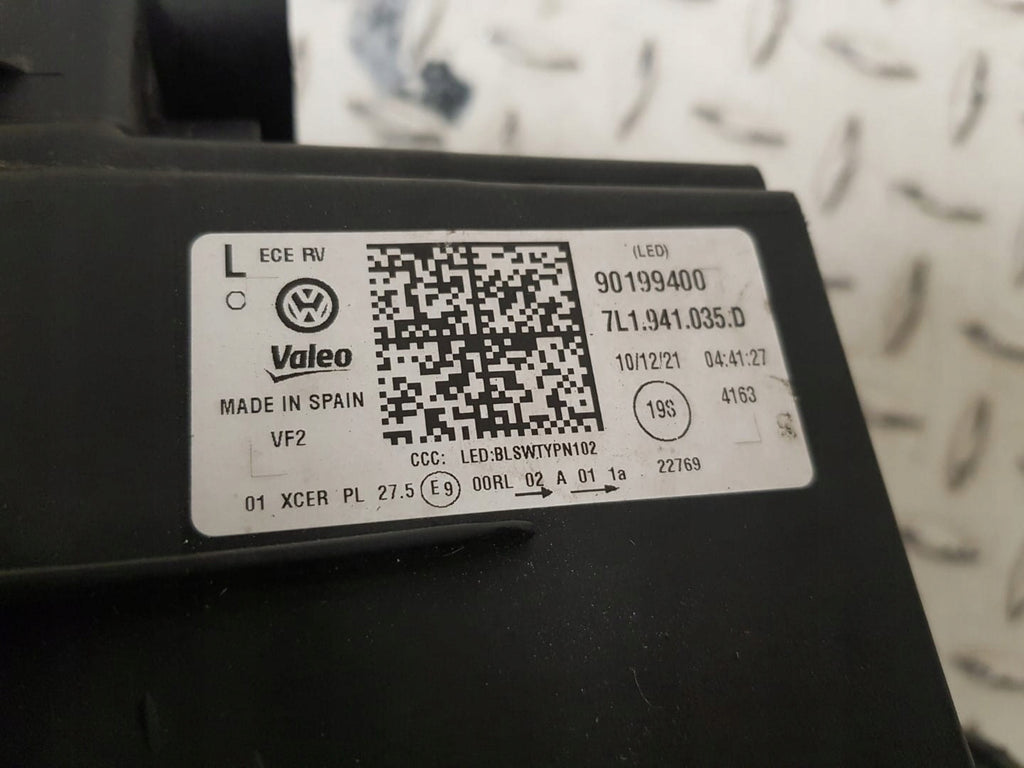 L ECE RV
(LED)
90199400
Valeo
7L1.941.035.D
10/12/21 04:41:27
MADE IN SPAIN
VF2
19S
4163
CCC: LED:BLSWTYPN102
01 XCER PL 27.5 E9 00RL 02 A 01 1a 22769